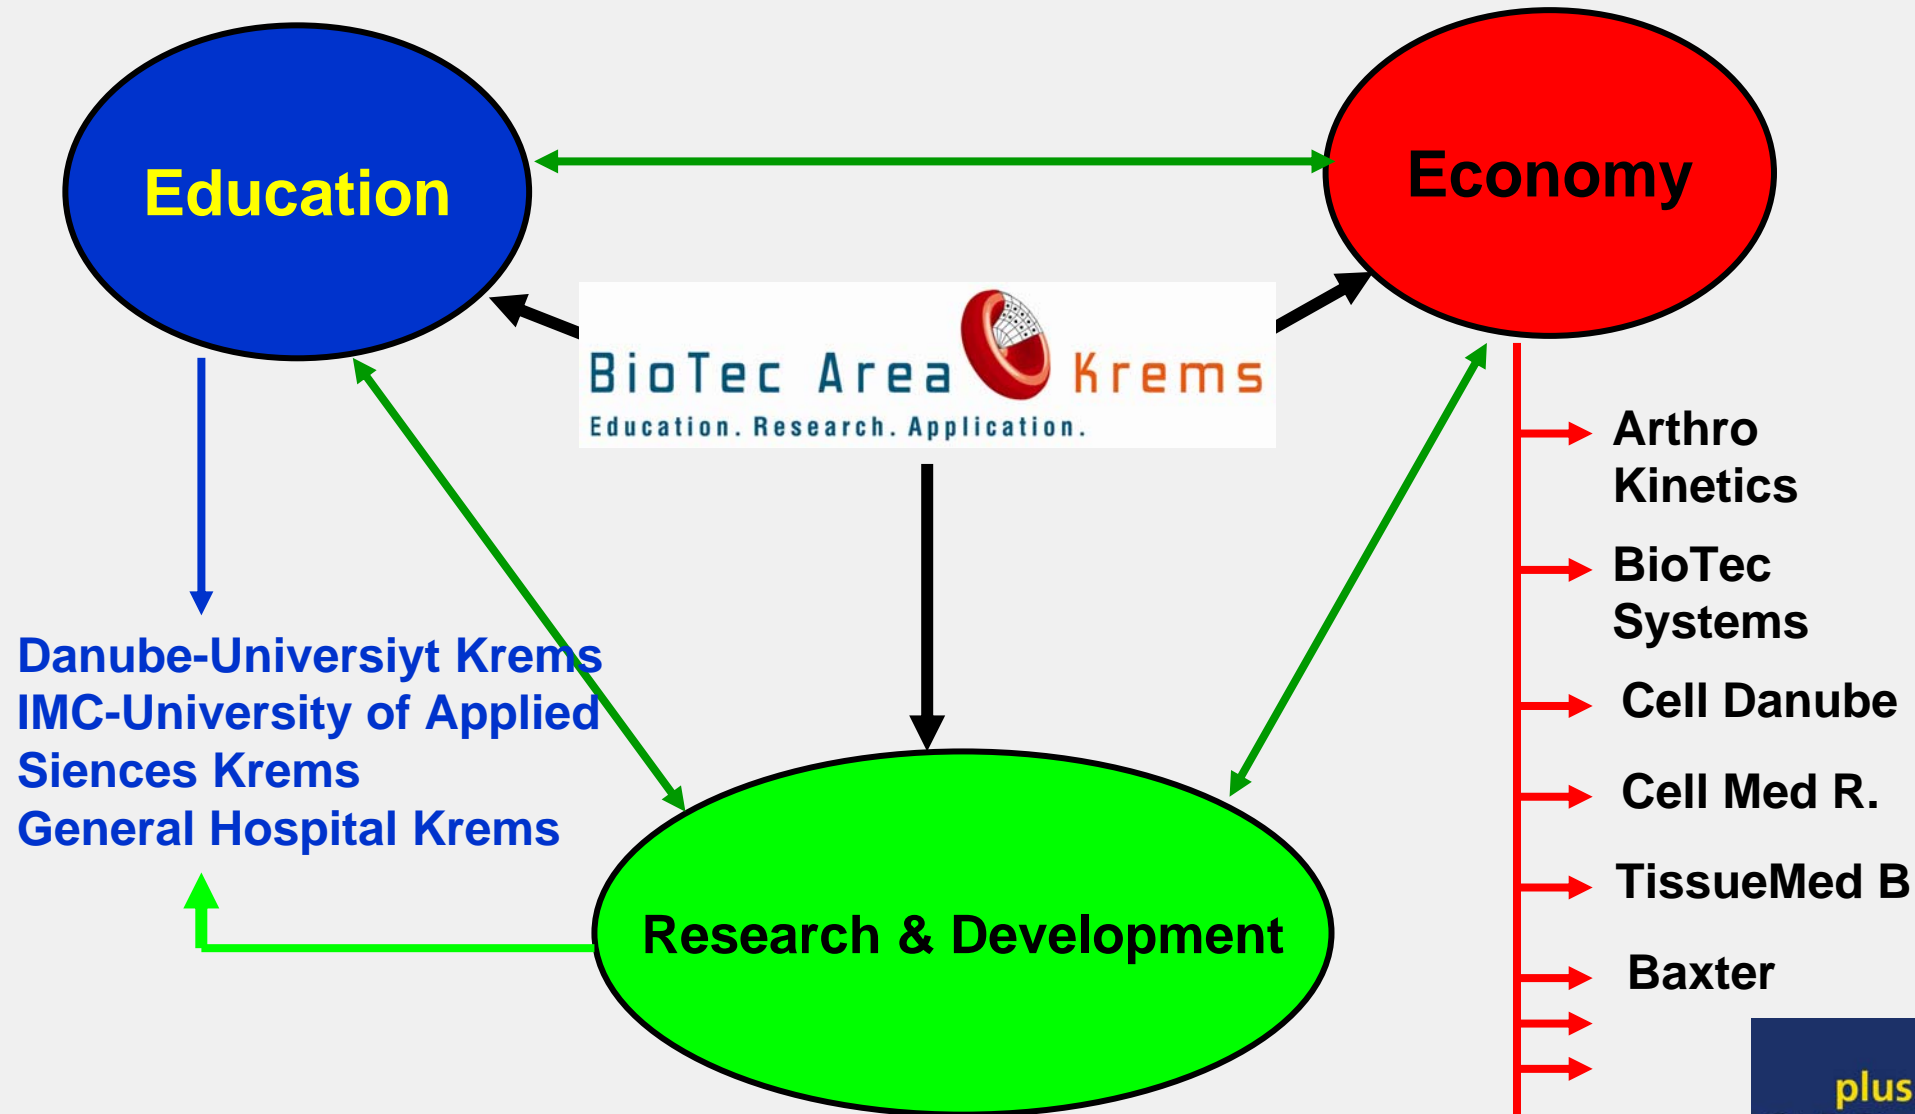 Education
Economy
BioTec Area Krems
Education. Research. Application.
Arthro
Kinetics
BioTec
Systems
Cell Danube
Cell Med R.
TissueMed B
Baxter
Danube-Universiyt Krems
IMC-University of Applied
Siences Krems
General Hospital Krems
Research & Development
plus